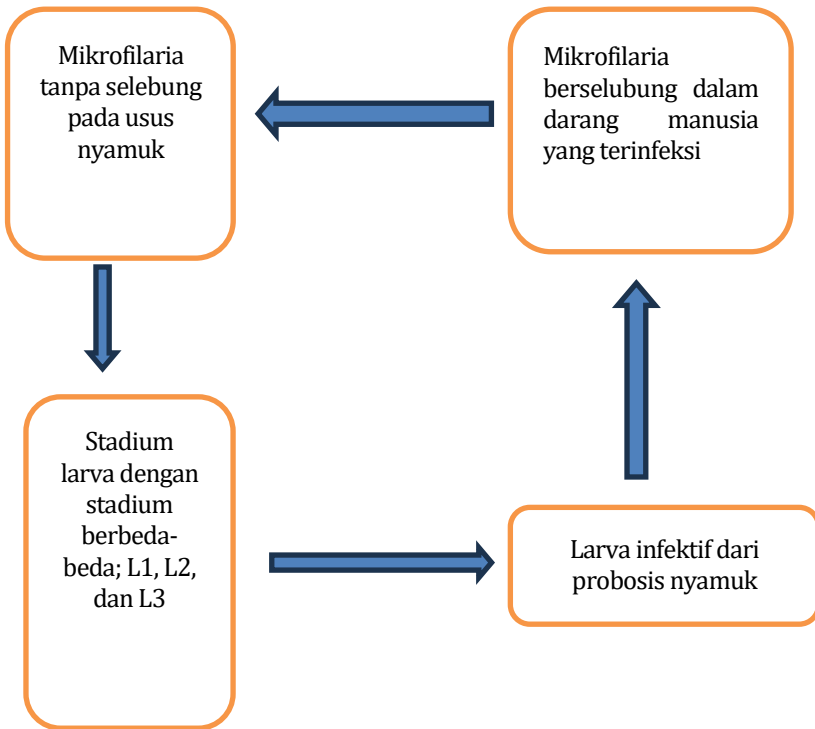 Mikrofilaria
tanpa selebung
pada usus
nyamuk
Mikrofilaria
berselubung dalam
darang manusia
yang terinfeksi
Stadium
larva dengan
stadium
berbeda-
beda; L1, L2,
dan L3
Larva infektif dari
probosis nyamuk